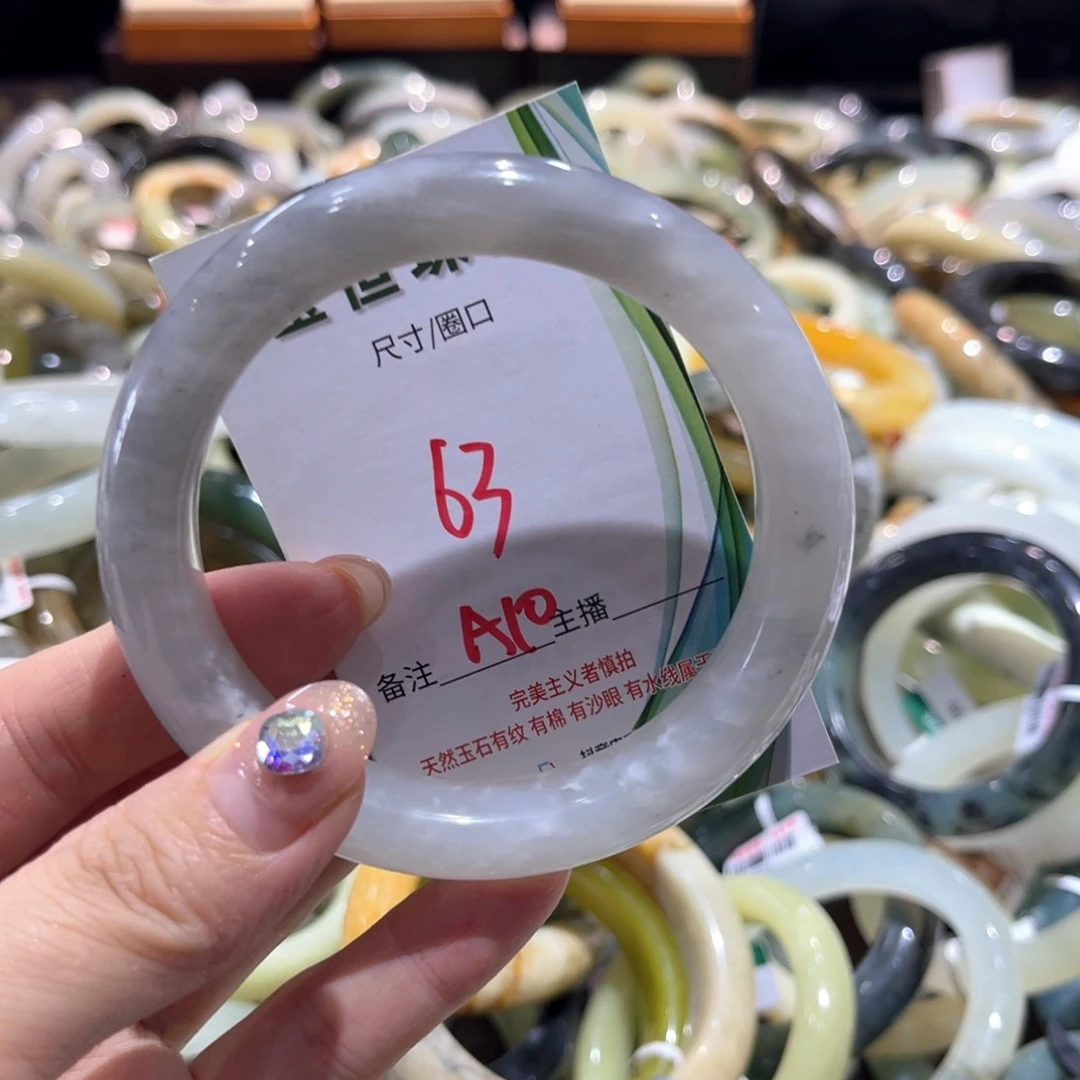 尺寸/圈口
63
A10
备注 主播
完美主义者慎拍
天然玉石有纹 有棉 有沙眼 有水线属于